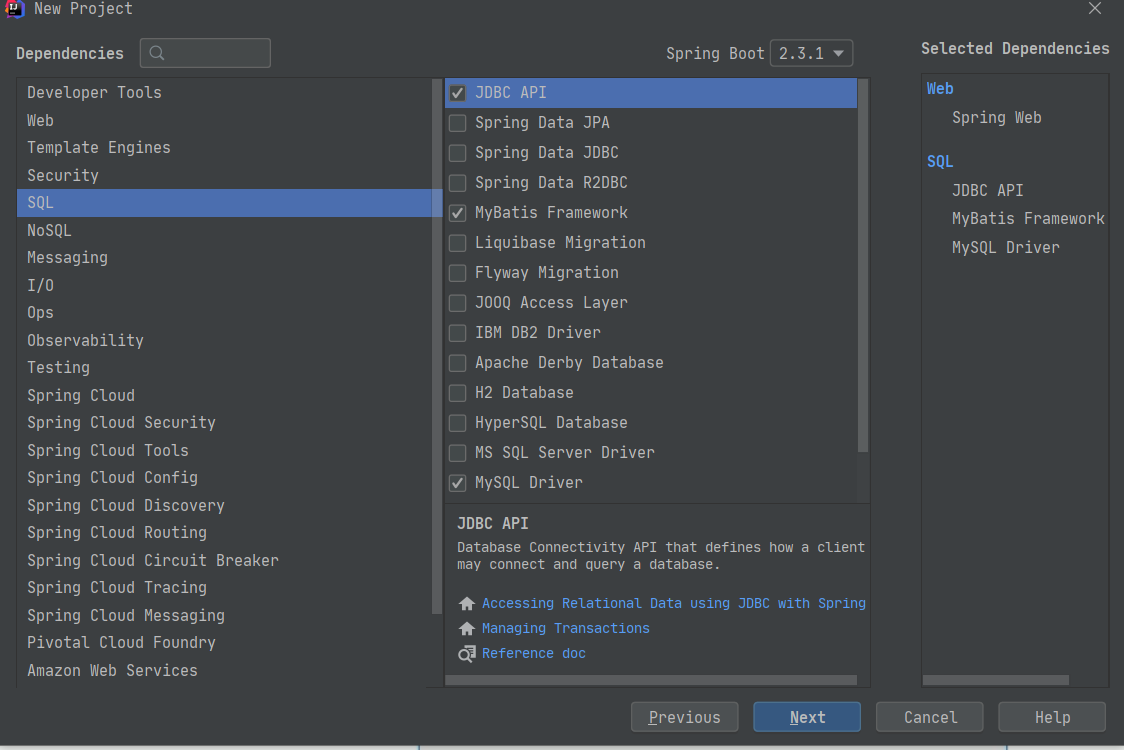 New Project
Dependencies
Spring Boot 2.3.1
Developer Tools
Web
Template Engines
Security
SQL
NoSQL
Messaging
I/O
Ops
Observability
Testing
Spring Cloud
Spring Cloud Security
Spring Cloud Tools
Spring Cloud Config
Spring Cloud Discovery
Spring Cloud Routing
Spring Cloud Circuit Breaker
Spring Cloud Tracing
Spring Cloud Messaging
Pivotal Cloud Foundry
Amazon Web Services
JDBC API
Spring Data JPA
Spring Data JDBC
Spring Data R2DBC
MyBatis Framework
Liquibase Migration
Flyway Migration
JOOQ Access Layer
IBM DB2 Driver
Apache Derby Database
H2 Database
HyperSQL Database
MS SQL Server Driver
MySQL Driver
JDBC API
Database Connectivity API that defines how a client
may connect and query a database.
Accessing Relational Data using JDBC with Spring
Managing Transactions
Reference doc
Selected Dependencies
Web
Spring Web
SQL
JDBC API
MyBatis Framework
MySQL Driver
Previous
Next
Cancel
Help